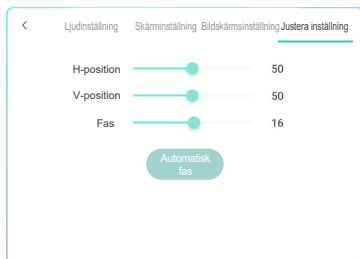 Ljudinställning Skärminställning Bildskärmsinställning Justera inställning
H-position 50
V-position 50
Fas 16
Automatisk
fas